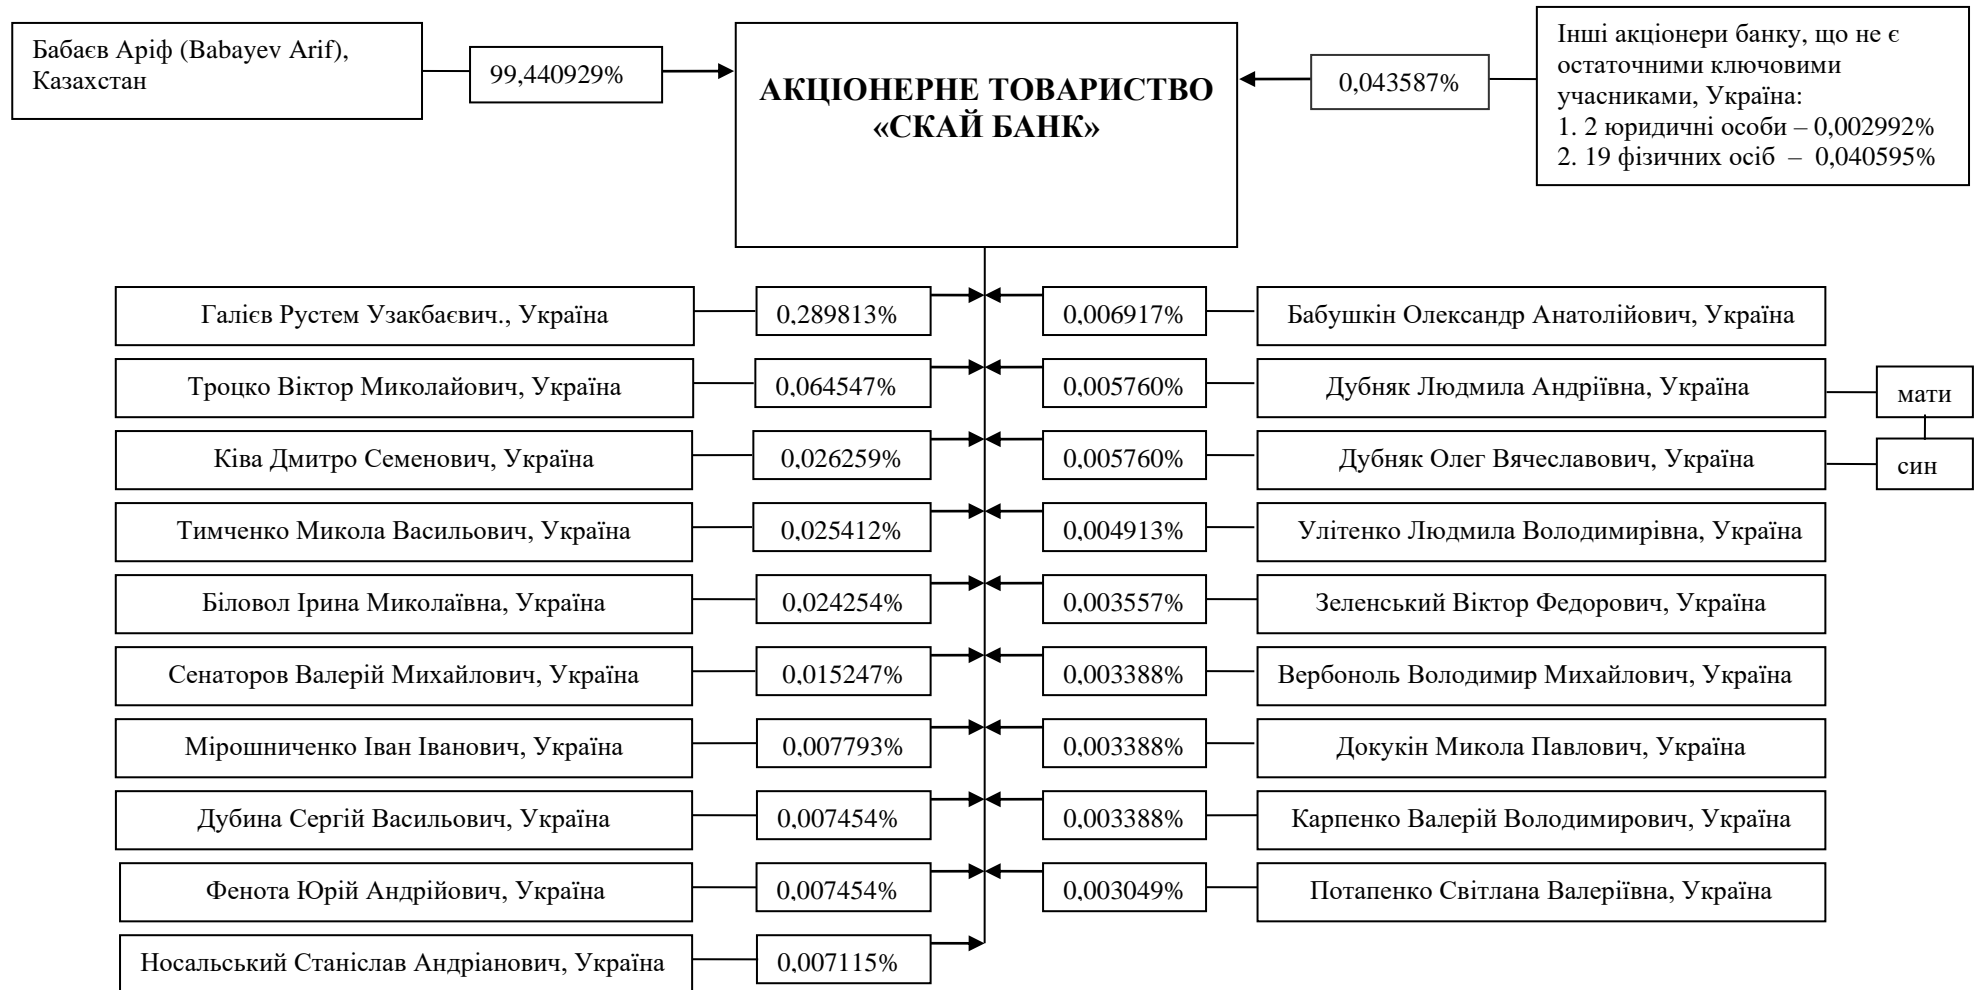 Бабаєв Аріф (Babayev Arif),
Казахстан
99,440929%
АКЦІОНЕРНЕ ТОВАРИСТВО
«СКАЙ БАНК»
0,043587%
Інші акціонери банку, що не є
остаточними ключовими
учасниками, Україна:
1. 2 юридичні особи – 0,002992%
2. 19 фізичних осіб – 0,040595%
Галієв Рустем Узакбаєвич., Україна
0,289813%
0,006917%
Бабушкін Олександр Анатолійович, Україна
Троцко Віктор Миколайович, Україна
0,064547%
0,005760%
Дубняк Людмила Андріївна, Україна
мати
Ківа Дмитро Семенович, Україна
0,026259%
0,005760%
Дубняк Олег Вячеславович, Україна
син
Тимченко Микола Васильович, Україна
0,025412%
0,004913%
Улітенко Людмила Володимирівна, Україна
Біловол Ірина Миколаївна, Україна
0,024254%
0,003557%
Зеленський Віктор Федорович, Україна
Сенаторов Валерій Михайлович, Україна
0,015247%
0,003388%
Вербоноль Володимир Михайлович, Україна
Мірошниченко Іван Іванович, Україна
0,007793%
0,003388%
Докукін Микола Павлович, Україна
Дубина Сергій Васильович, Україна
0,007454%
0,003388%
Карпенко Валерій Володимирович, Україна
Фенота Юрій Андрійович, Україна
0,007454%
0,003049%
Потапенко Світлана Валеріївна, Україна
Носальський Станіслав Андріанович, Україна
0,007115%